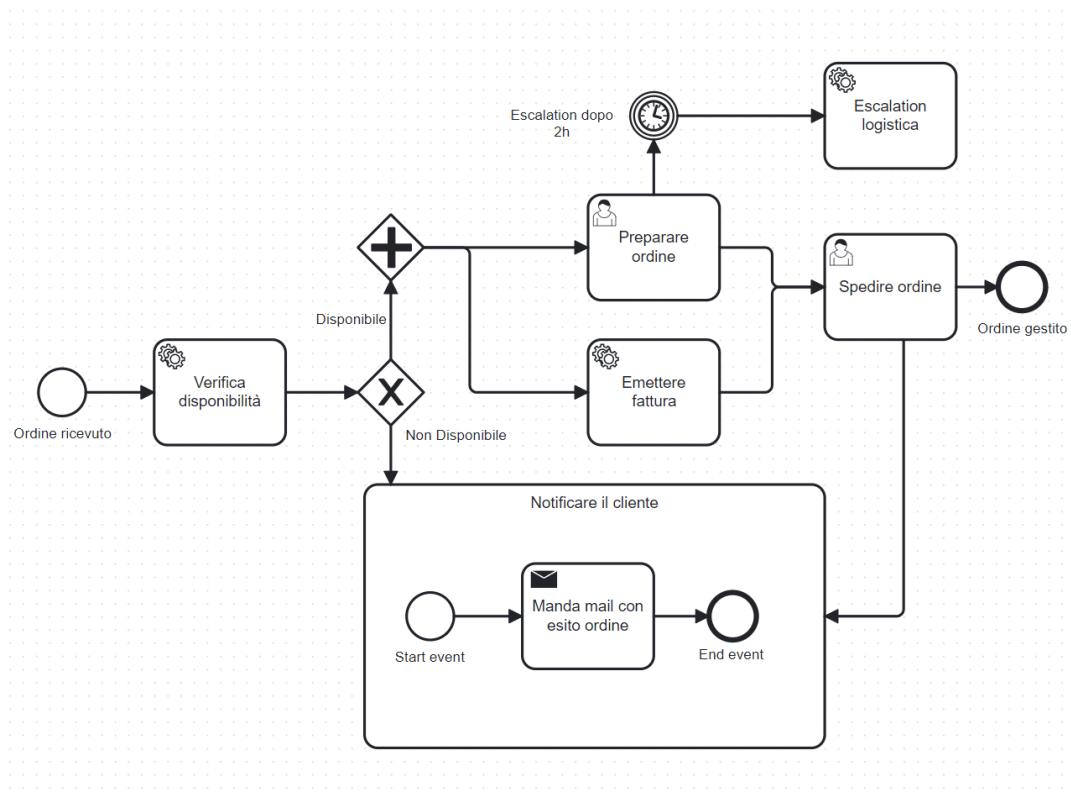 Escalation dopo
2h
Escalation
logistica
Preparare
ordine
Spedire ordine
Ordine gestito
Disponibile
Verifica
disponibilità
Emettere
fattura
Ordine ricevuto
Non Disponibile
Notificare il cliente
Manda mail con
esito ordine
Start event
End event